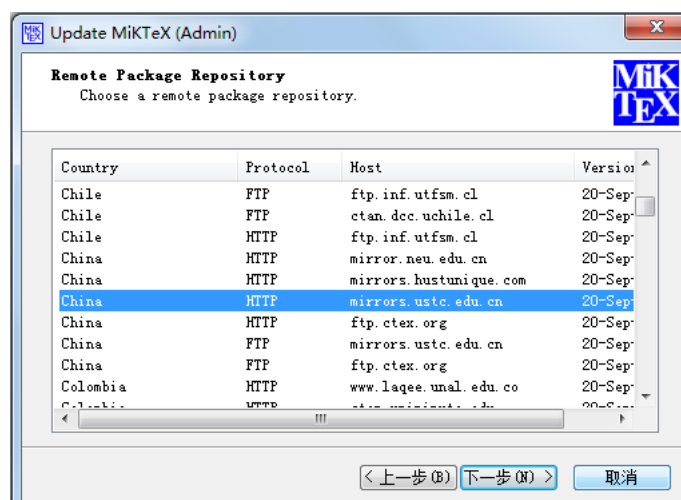 MiK
TEX
Update MiKTeX (Admin)
Remote Package Repository
Choose a remote package repository.
MiK
TEX
Country Protocol Host Version
Chile FTP ftp.inf.utfsm.cl 20-Sep-
Chile FTP ctan.dcc.uchile.cl 20-Sep-
Chile HTTP ftp.inf.utfsm.cl 20-Sep-
China HTTP mirror.neu.edu.cn 20-Sep-
China HTTP mirrors.hustunique.com 20-Sep-
China HTTP mirrors.ustc.edu.cn 20-Sep-
China HTTP ftp.ctex.org 20-Sep-
China FTP mirrors.ustc.edu.cn 20-Sep-
China FTP ftp.ctex.org 20-Sep-
Colombia HTTP www.laqee.unal.edu.co 20-Sep-
< 上一步(B) 下一步(N) > 取消